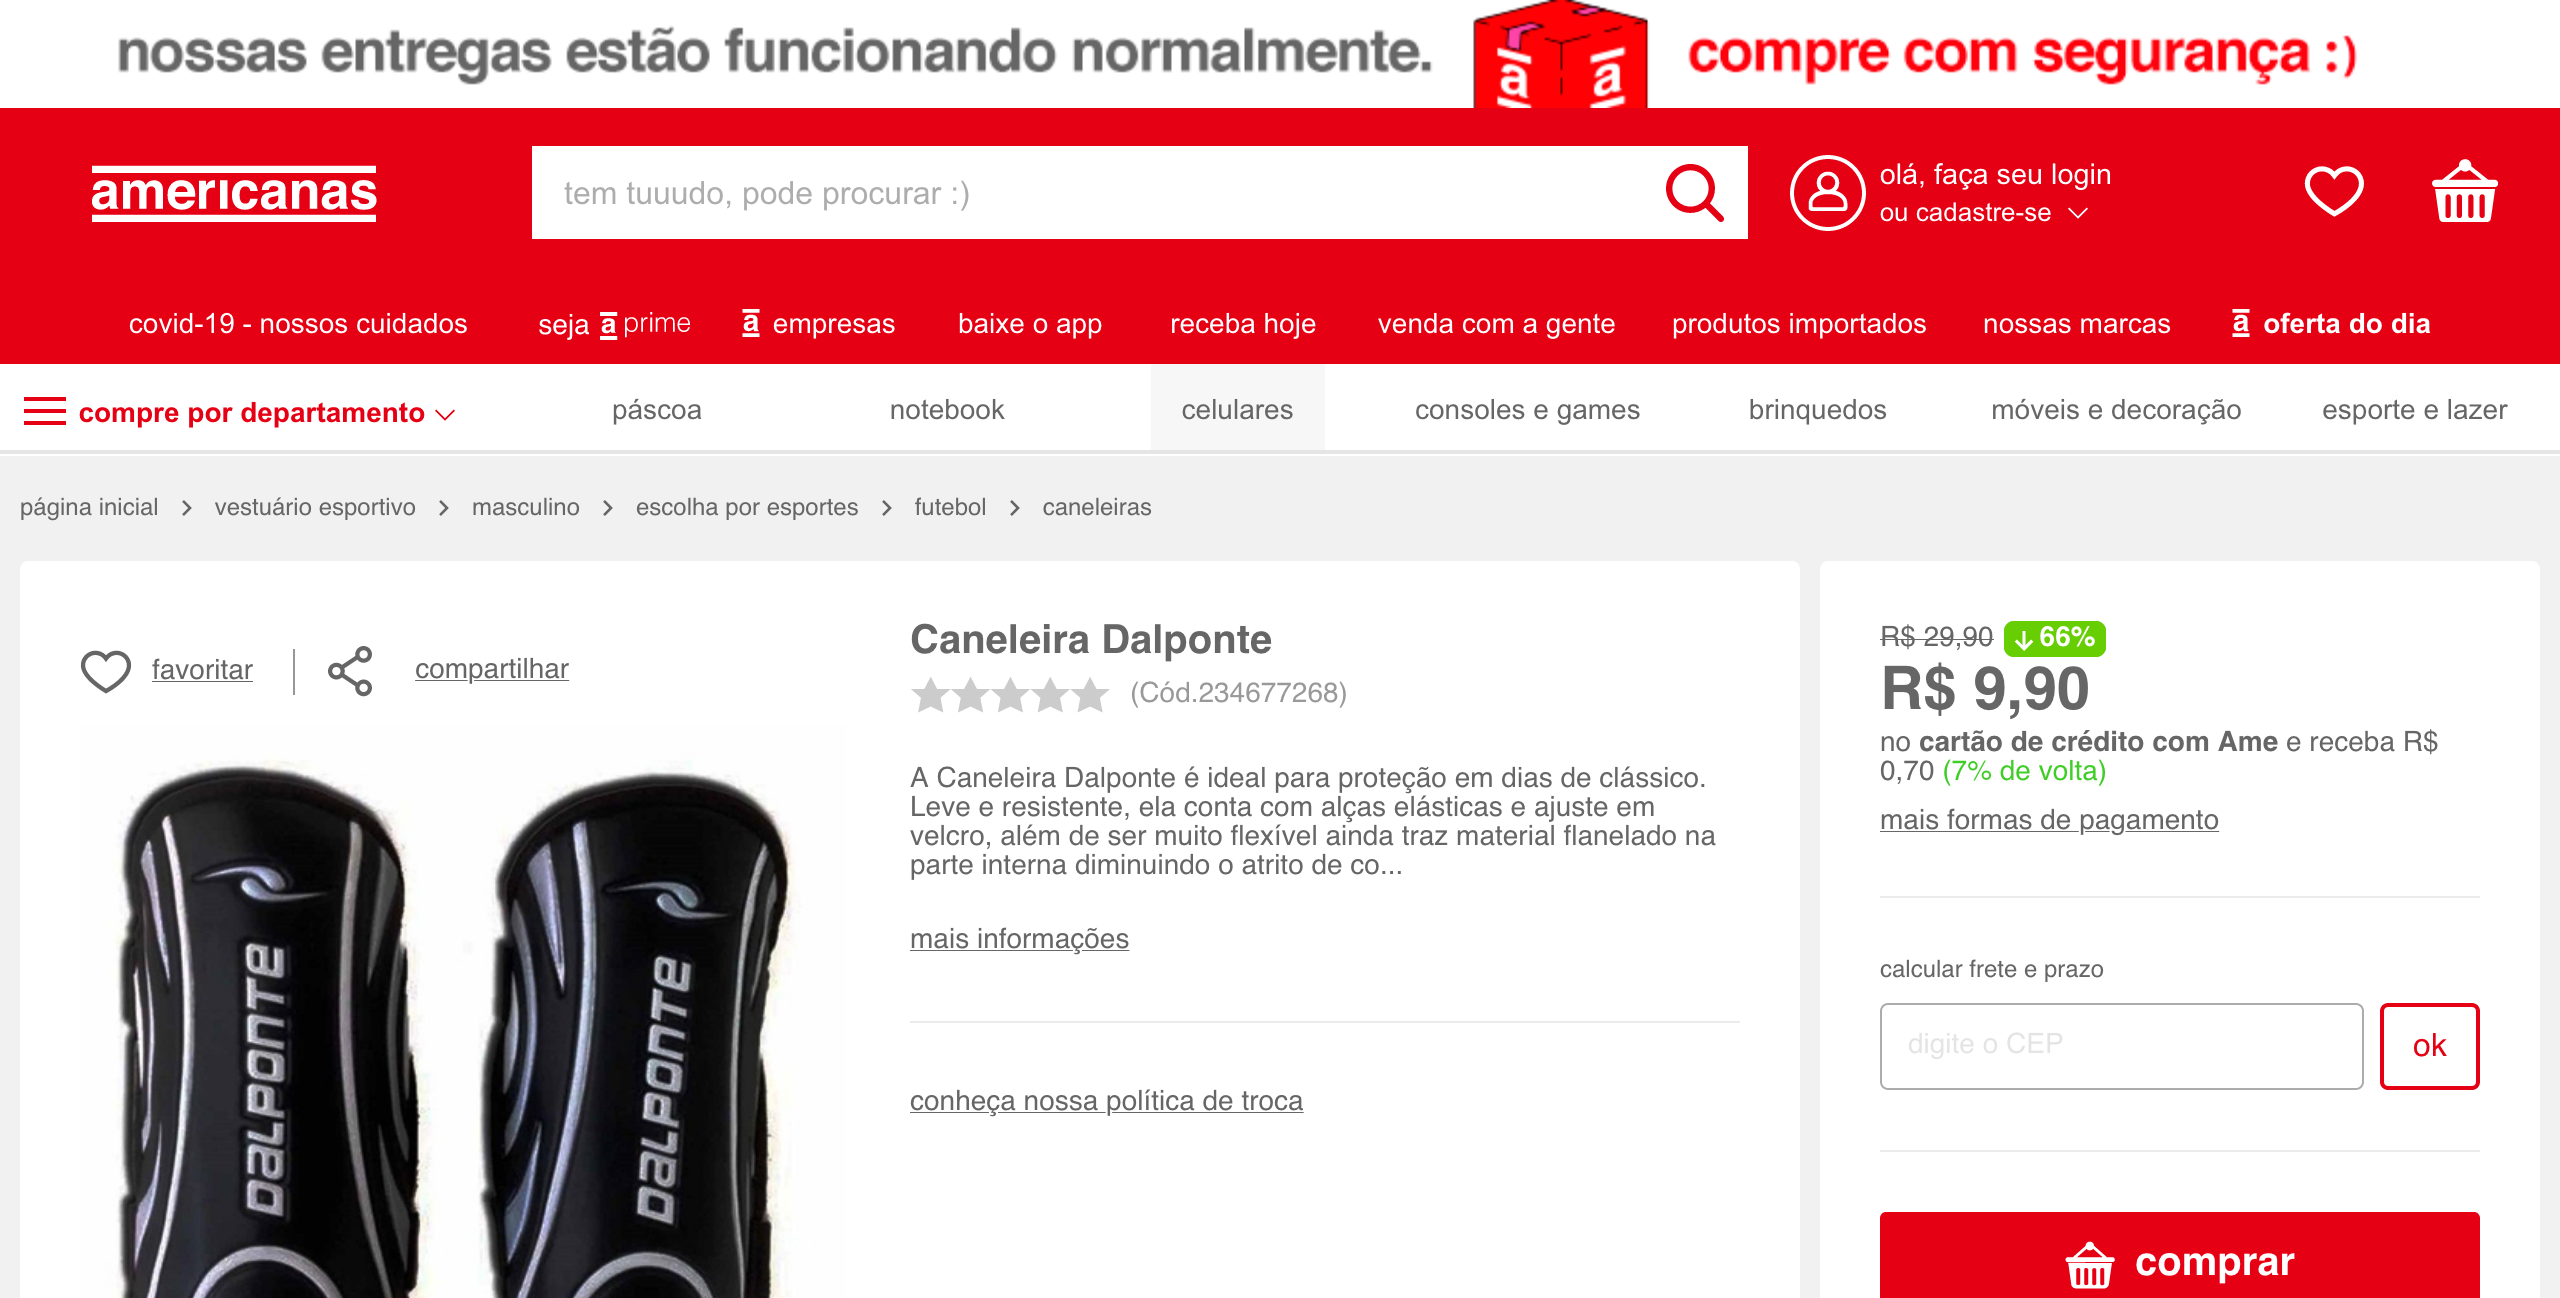 nossas entregas estão funcionando normalmente.
compre com segurança :)
americanas
tem tuuudo, pode procurar :)
olá, faça seu login
ou cadastre-se
covid-19 - nossos cuidados
seja a prime
a empresas
baixe o app
receba hoje
venda com a gente
produtos importados
nossas marcas
a oferta do dia
compre por departamento
páscoa
notebook
celulares
consoles e games
brinquedos
móveis e decoração
esporte e lazer
página inicial > vestuário esportivo > masculino > escolha por esportes > futebol > caneleiras
favoritar
compartilhar
DALPONTE
DALPONTE
Caneleira Dalponte
(Cód.234677268)
A Caneleira Dalponte é ideal para proteção em dias de clássico.
Leve e resistente, ela conta com alças elásticas e ajuste em
velcro, além de ser muito flexível ainda traz material flanelado na
parte interna diminuindo o atrito de co...
mais informações
conheça nossa política de troca
R$ 29,90 66%
R$ 9,90
no cartão de crédito com Ame e receba R$
0,70 (7% de volta)
mais formas de pagamento
calcular frete e prazo
digite o CEP
ok
comprar